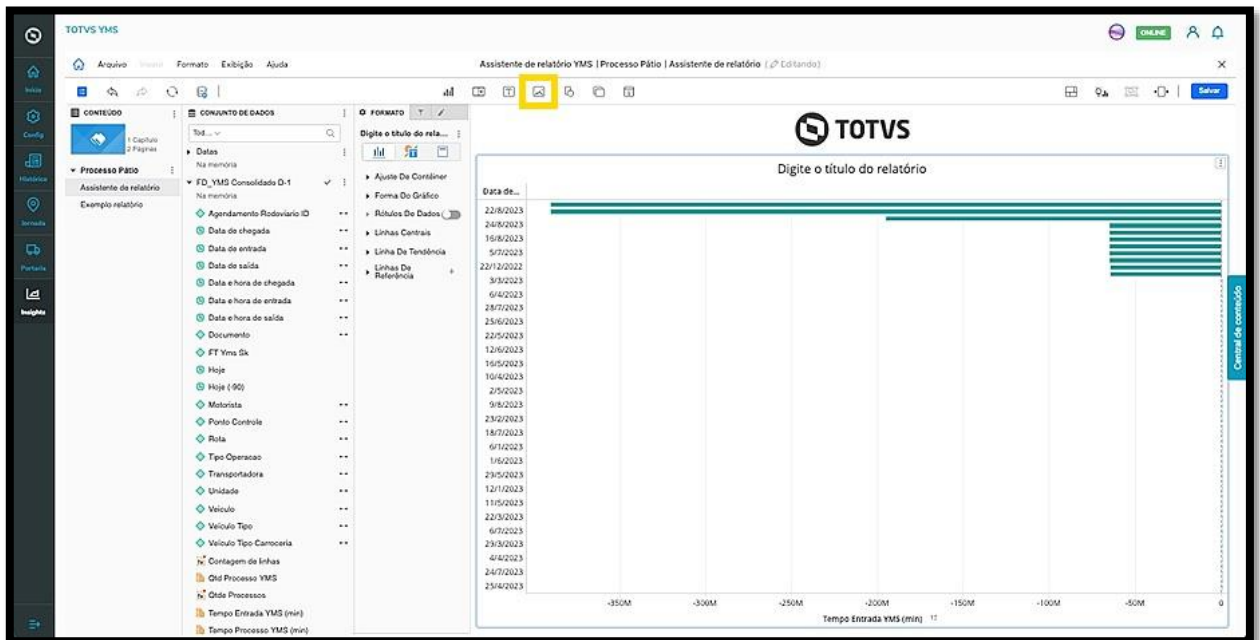 TOTVS YMS
ONLINE
Arquivo Inserir Formato Exibição Ajuda
Assistente de relatório YMS | Processo Pátio | Assistente de relatório ( Editando)
Salvar
Início
Config
Histórico
Jornada
Portaria
Insights
CONTEÚDO
1 Capítulo
2 Páginas
Processo Pátio
Assistente de relatório
Exemplo relatório
CONJUNTO DE DADOS
Tod...
Datas
Na memória
FD_YMS Consolidado D-1
Na memória
Agendamento Rodoviario ID
Data de chegada
Data de entrada
Data de saída
Data e hora de chegada
Data e hora de entrada
Data e hora de saída
Documento
FT Yms Sk
Hoje
Hoje (-90)
Motorista
Ponto Controle
Rota
Tipo Operacao
Transportadora
Unidade
Veiculo
Veiculo Tipo
Veiculo Tipo Carroceria
Contagem de linhas
Qtd Processo YMS
Qtde Processos
Tempo Entrada YMS (min)
Tempo Processo YMS (min)
FORMATO
Digite o título do rela...
Ajuste De Contêiner
Forma Do Gráfico
Rótulos De Dados
Linhas Centrais
Linha De Tendência
Linhas De Referência +
TOTVS
Digite o título do relatório
Data de...
22/8/2023
24/8/2023
16/8/2023
5/7/2023
22/12/2022
3/3/2023
6/4/2023
28/7/2023
25/6/2023
22/5/2023
12/6/2023
16/5/2023
10/4/2023
2/5/2023
9/8/2023
23/2/2023
18/7/2023
6/1/2023
1/6/2023
29/5/2023
12/1/2023
11/5/2023
22/3/2023
6/7/2023
29/3/2023
4/4/2023
24/7/2023
25/4/2023
-350M -300M -250M -200M -150M -100M -50M 0
Tempo Entrada YMS (min)
Central de conteúdo